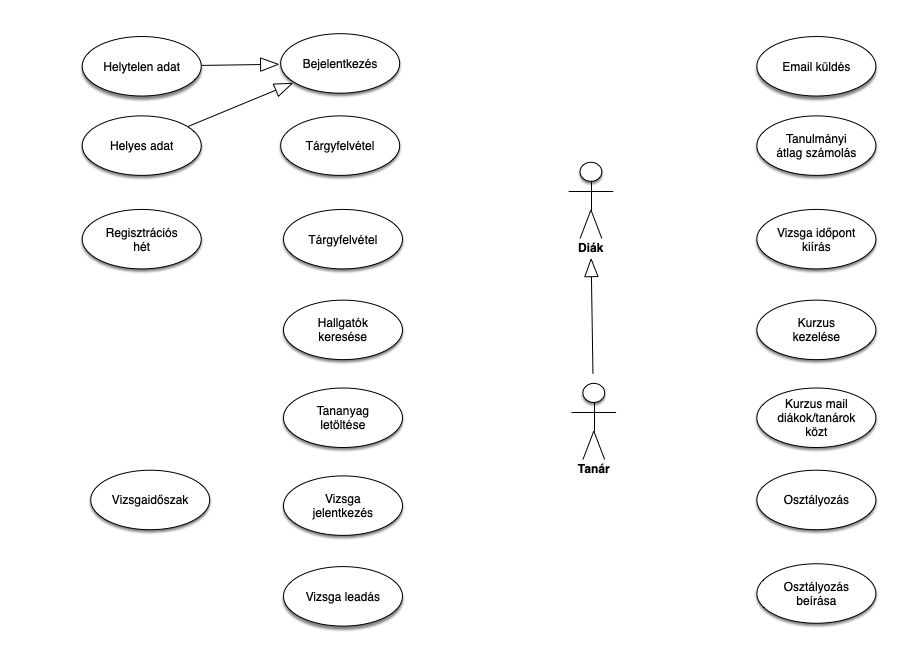 Helytelen adat
Bejelentkezés
Email küldés
Helyes adat
Tárgyfelvétel
Tanulmányi
átlag számolás
Regisztrációs
hét
Tárgyfelvétel
Diák
Vizsga időpont
kiírás
Hallgatók
keresése
Kurzus
kezelése
Tananyag
letöltése
Kurzus mail
diákok/tanárok
közt
Tanár
Vizsgaidőszak
Vizsga
jelentkezés
Osztályozás
Vizsga leadás
Osztályozás
beírása